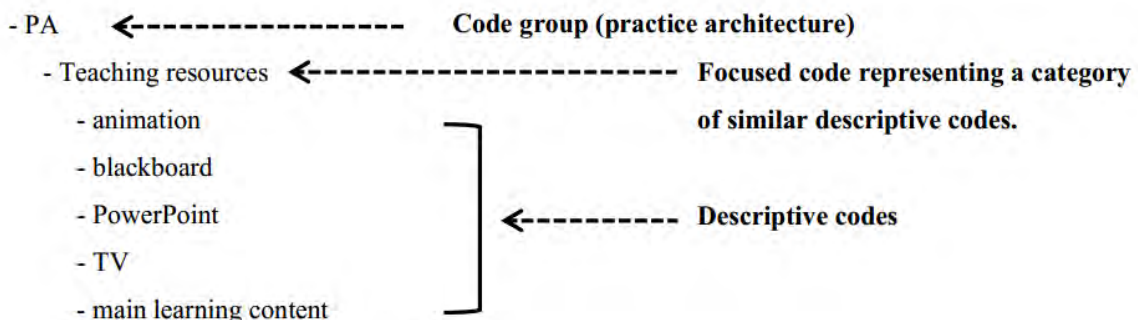 - PA Code group (practice architecture)
- Teaching resources Focused code representing a category
- animation of similar descriptive codes.
- blackboard
- PowerPoint Descriptive codes
- TV
- main learning content